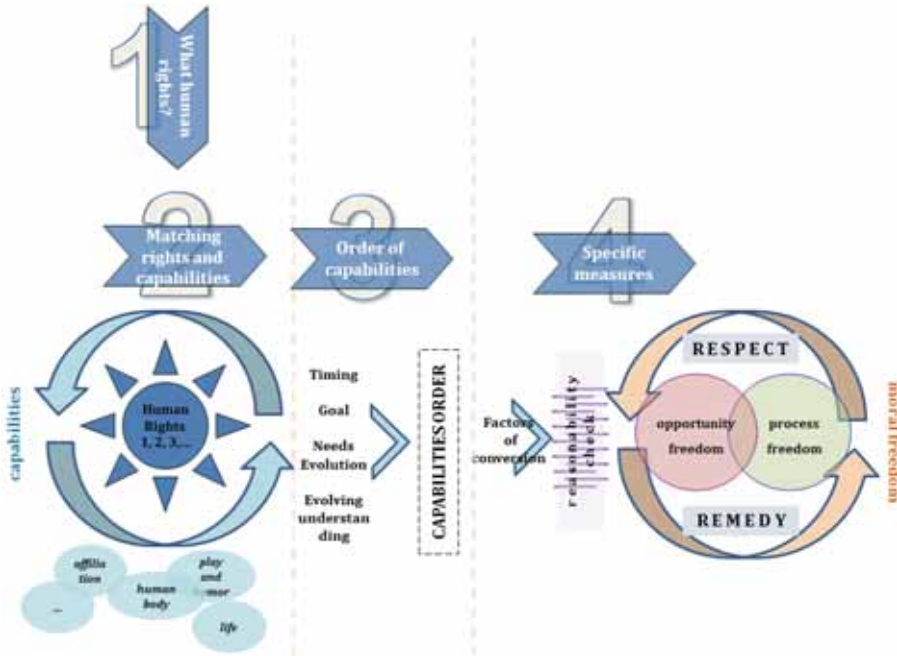 1
What human
rights?
2
Matching
rights and
capabilities
3
Order of
capabilities
4
Specific
measures
capabilities
Human
Rights
1, 2, 3,...
affilia
tion
...
human
body
play
and
life
Timing
Goal
Needs
Evolution
Evolving
understan
ding
CAPABILITIES ORDER
Factors
of
conversion
reasonnability
check
RESPECT
opportunity
freedom
process
freedom
REMEDY
moral freedom